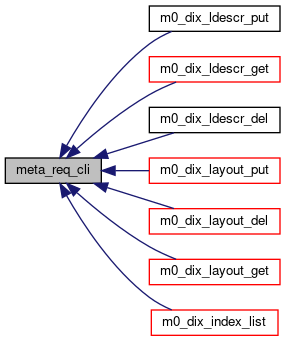 m0_dix_ldescr_put
m0_dix_ldescr_get
m0_dix_ldescr_del
meta_req_cli
m0_dix_layout_put
m0_dix_layout_del
m0_dix_layout_get
m0_dix_index_list